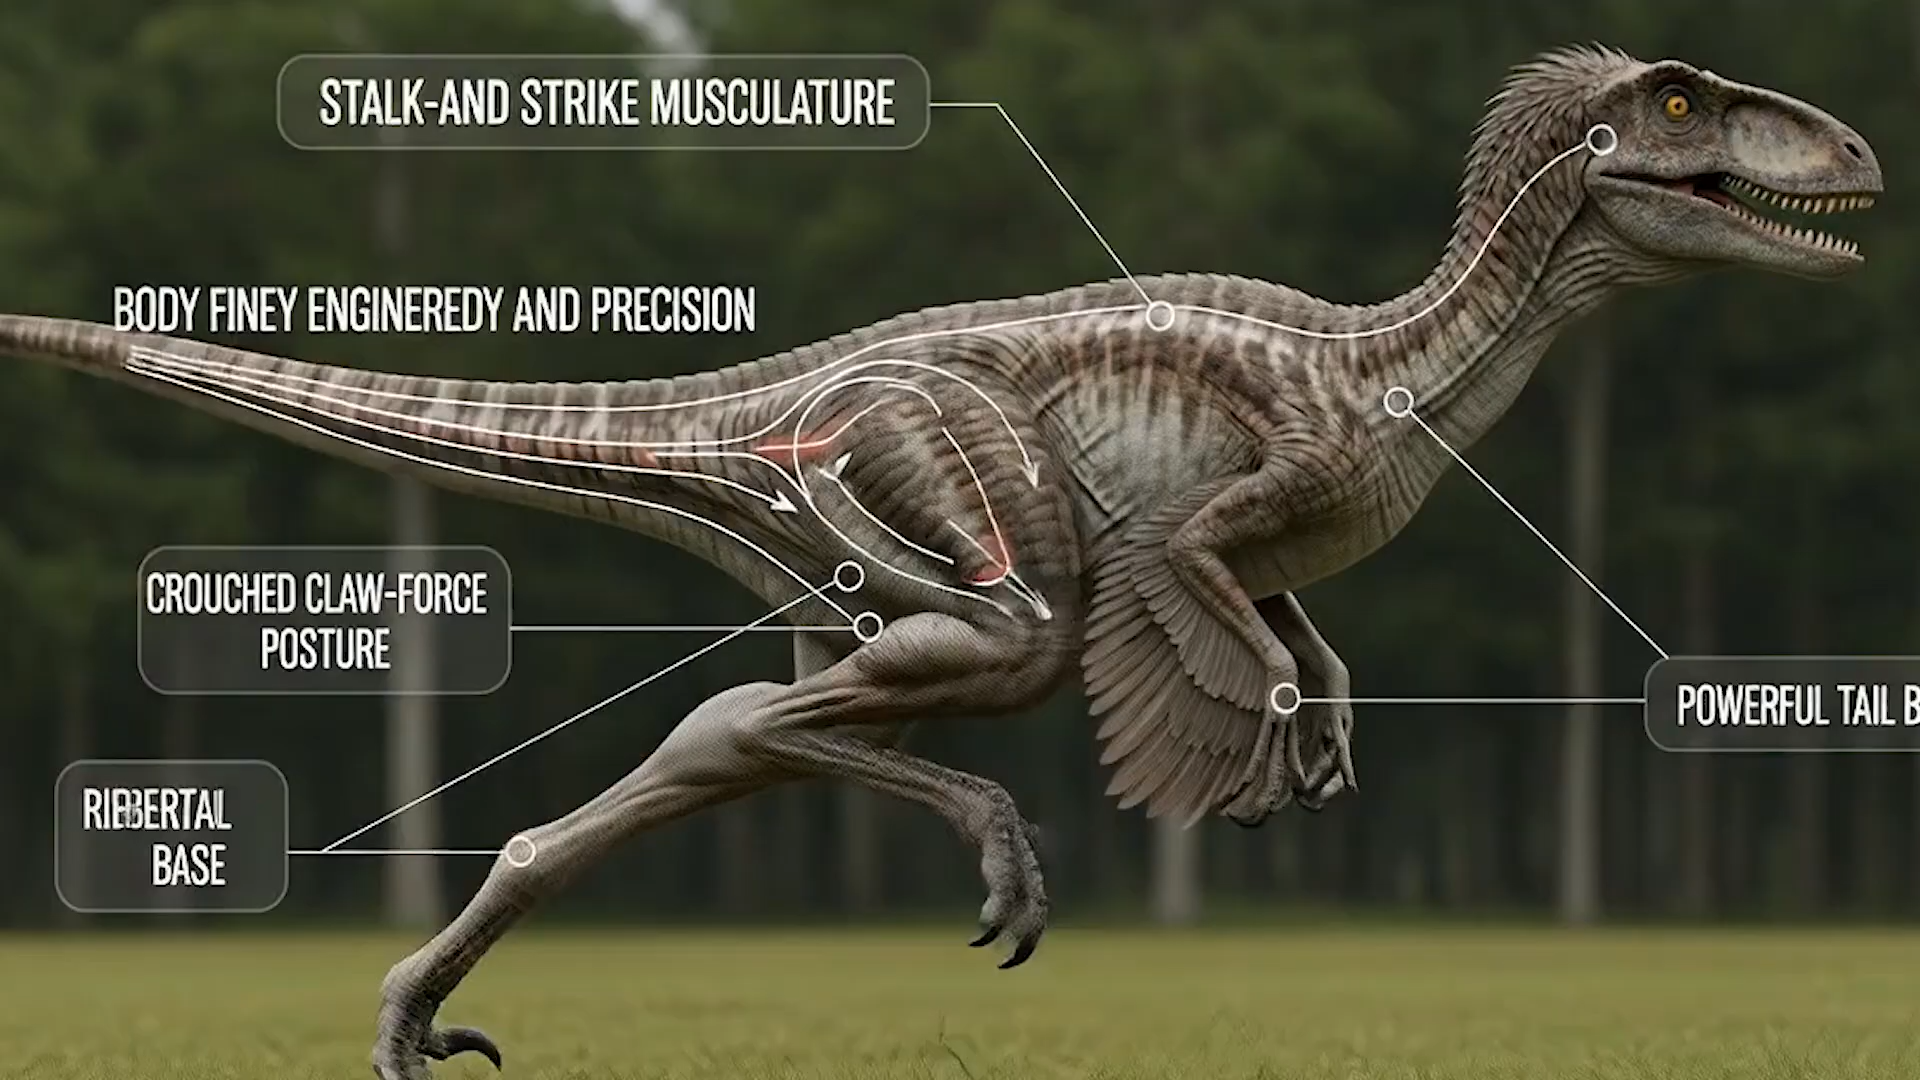 STALK-AND STRIKE MUSCULATURE
BODY FINEY ENGINEREDY AND PRECISION
CROUCHED CLAW-FORCE
POSTURE
POWERFUL TAIL B
BASE